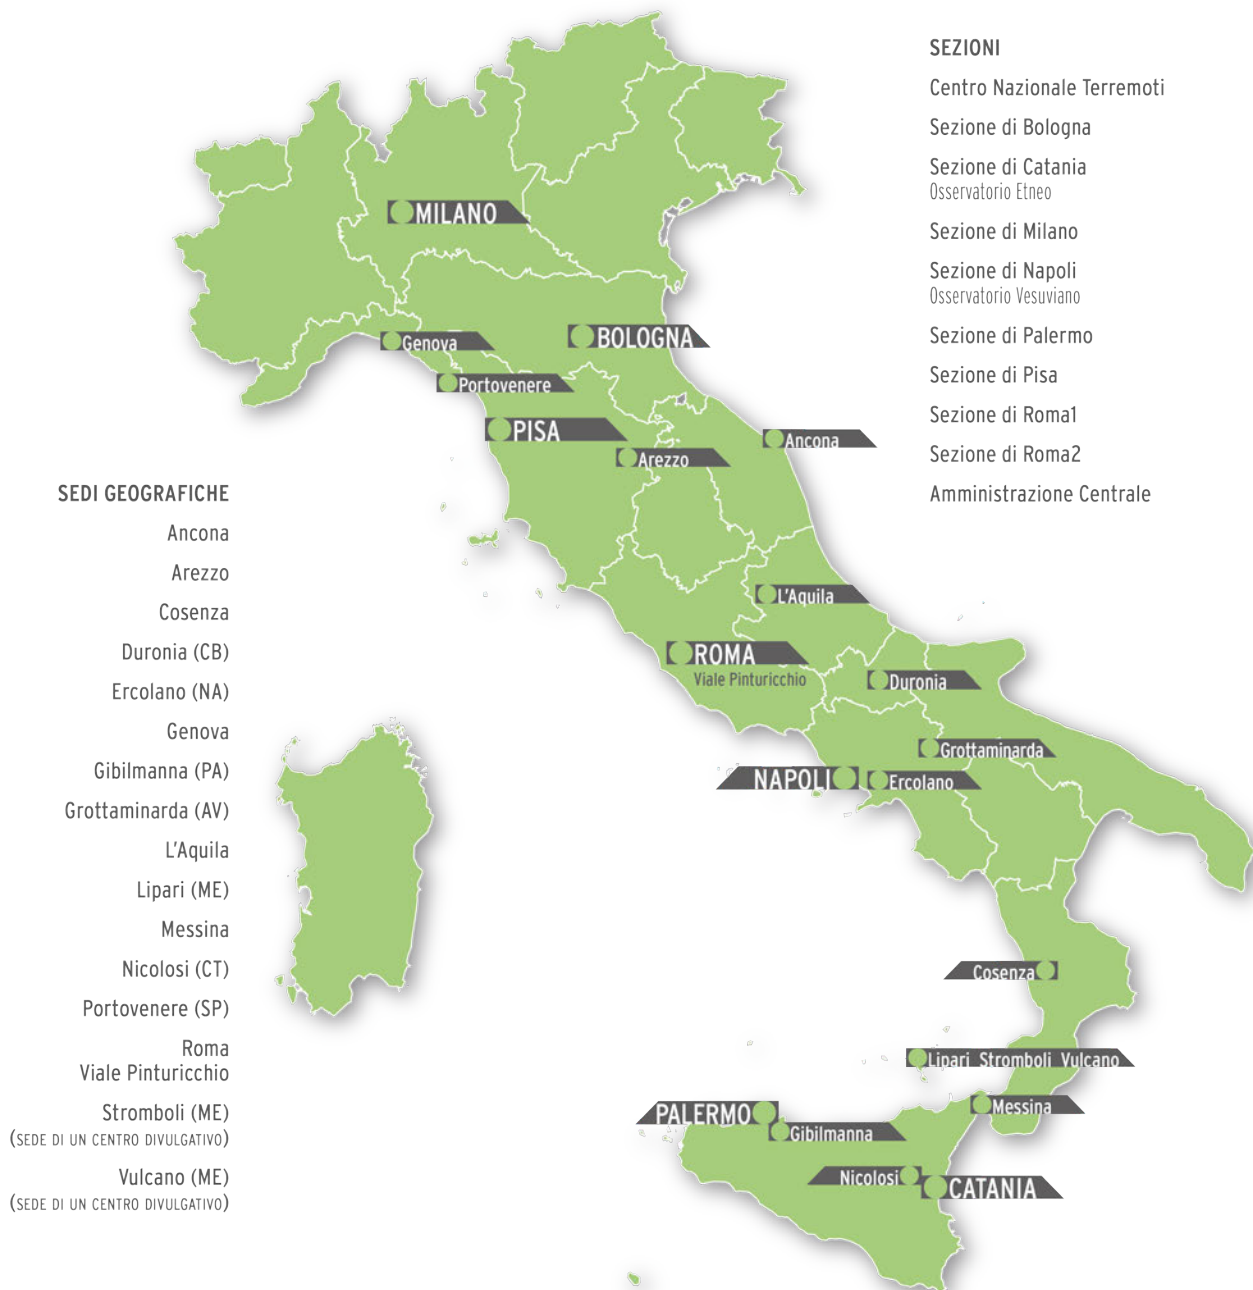 SEZIONI
Centro Nazionale Terremoti
Sezione di Bologna
Sezione di Catania
Osservatorio Etneo
Sezione di Milano
Sezione di Napoli
Osservatorio Vesuviano
Sezione di Palermo
Sezione di Pisa
Sezione di Roma1
Sezione di Roma2
Amministrazione Centrale
SEDI GEOGRAFICHE
Ancona
Arezzo
Cosenza
Duronia (CB)
Ercolano (NA)
Genova
Gibilmanna (PA)
Grottaminarda (AV)
L'Aquila
Lipari (ME)
Messina
Nicolosi (CT)
Portovenere (SP)
Roma
Viale Pinturicchio
Stromboli (ME)
(SEDE DI UN CENTRO DIVULGATIVO)
Vulcano (ME)
(SEDE DI UN CENTRO DIVULGATIVO)
MILANO
Genova
BOLOGNA
Portovenere
PISA
Ancona
Arezzo
L'Aquila
ROMA
Viale Pinturicchio
Duronia
Grottaminarda
NAPOLI
Ercolano
Cosenza
Lipari Stromboli Vulcano
Messina
PALERMO
Gibilmanna
Nicolosi
CATANIA